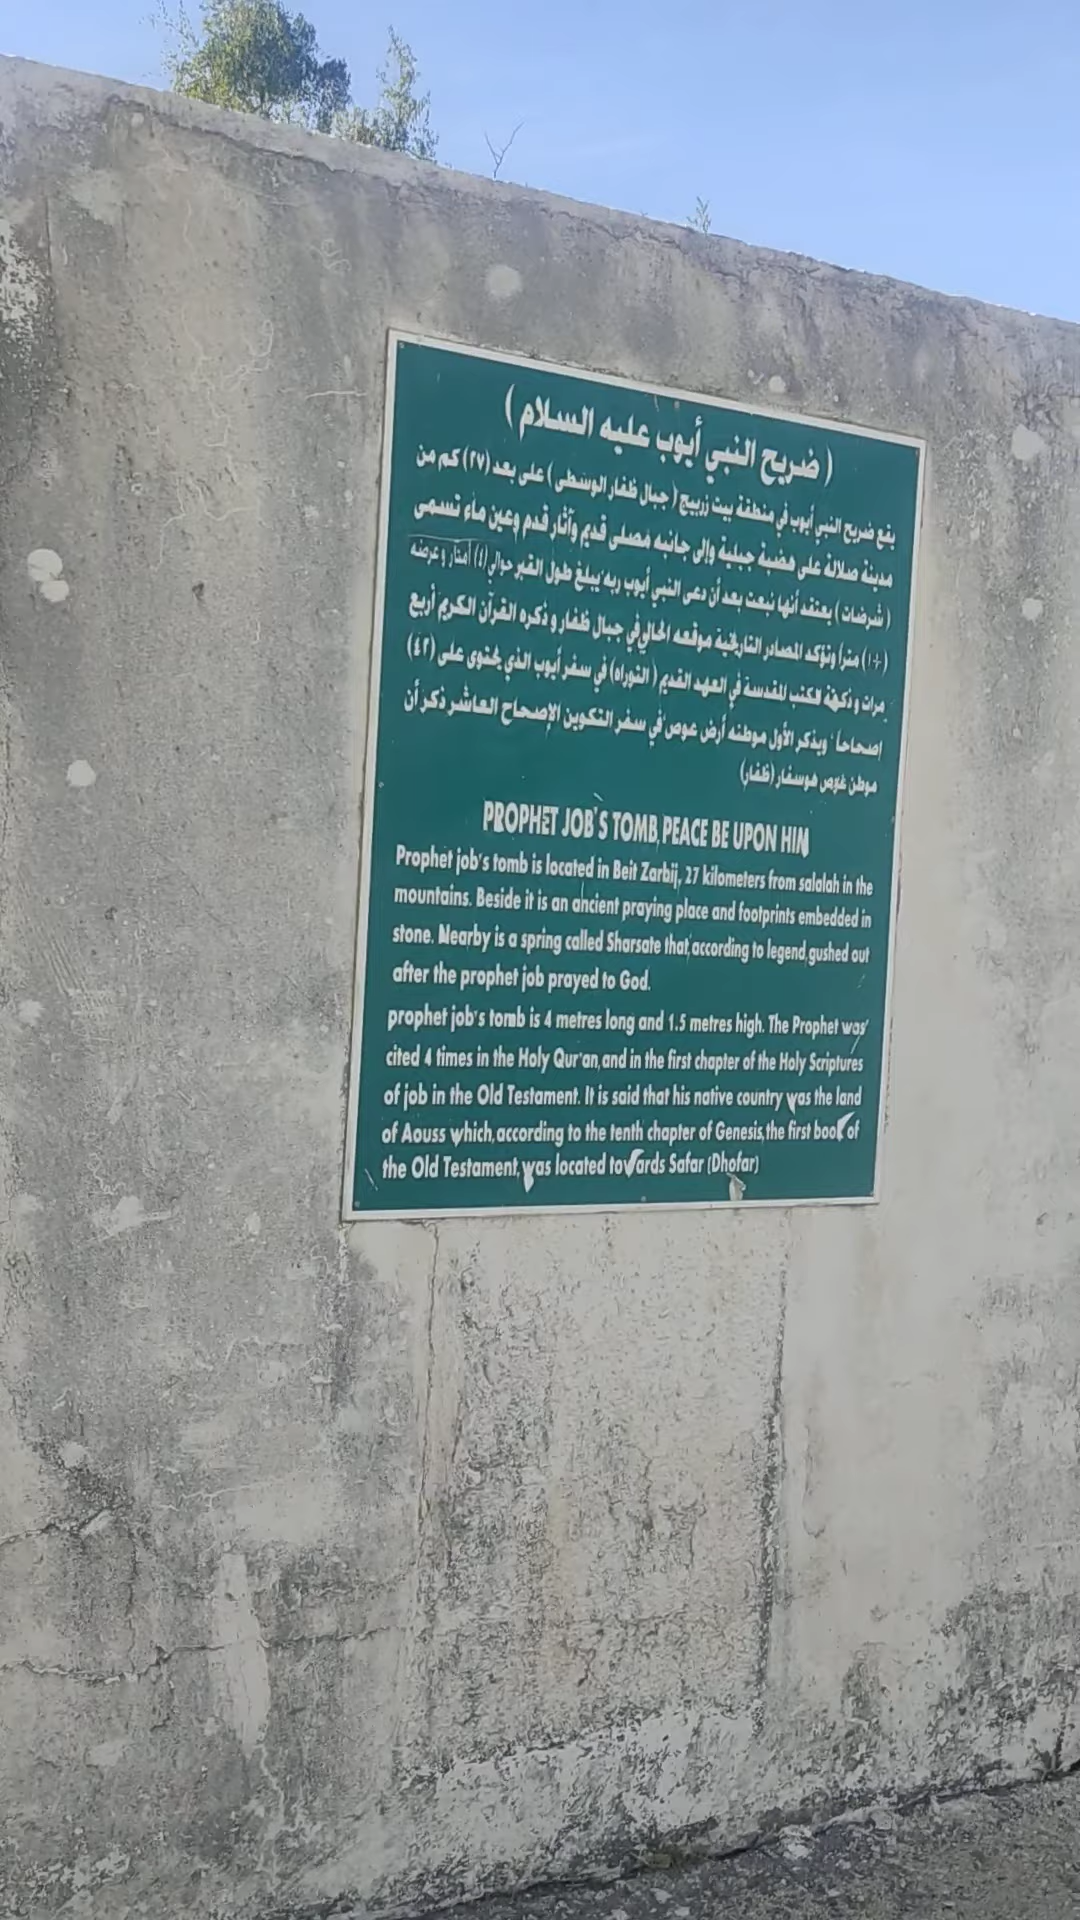 ( ضريح النبي أيوب عليه السلام )
يقع ضريح النبي أيوب في منطقة بيت زربيج ( جبال ظفار الوسطى ) على بعد (٢٧) كم من
مدينة صلالة على هضبة جبلية وإلى جانبه مصلى قديم وآثار قدم وعين ماء تسمى
( شرصات ) يعتقد أنها نبعت بعد أن دعى النبي أيوب ربه يبلغ طول القبر حوالي (٤) أمتار وعرضه
متراً وتؤكد المصادر التاريخية موقعه الحالي في جبال ظفار و ذكره القرآن الكريم أربع
مرات و ذكرته الكتب المقدسة في العهد القديم ( التوراه) في سفر أيوب الذي يحتوى على (٤٢)
إصحاحاً ويذكر الأول موطنه أرض عوص في سفر التكوين الإصحاح العاشر ذكر أن
موطن عوص هوسفار (ظفار)
PROPHET JOB'S TOMB, PEACE BE UPON HIM
Prophet job's tomb is located in Beit Zarbij, 27 kilometers from salalah in the
mountains. Beside it is an ancient praying place and footprints embedded in
stone. Nearby is a spring called Sharsate that, according to legend, gushed out
after the prophet job prayed to God.
prophet job's tomb is 4 metres long and 1.5 metres high. The Prophet was
cited 4 times in the Holy Qur'an, and in the first chapter of the Holy Scriptures
of job in the Old Testament. It is said that his native country was the land
of Aouss which, according to the tenth chapter of Genesis, the first book of
the Old Testament, was located towards Safar (Dhofar)